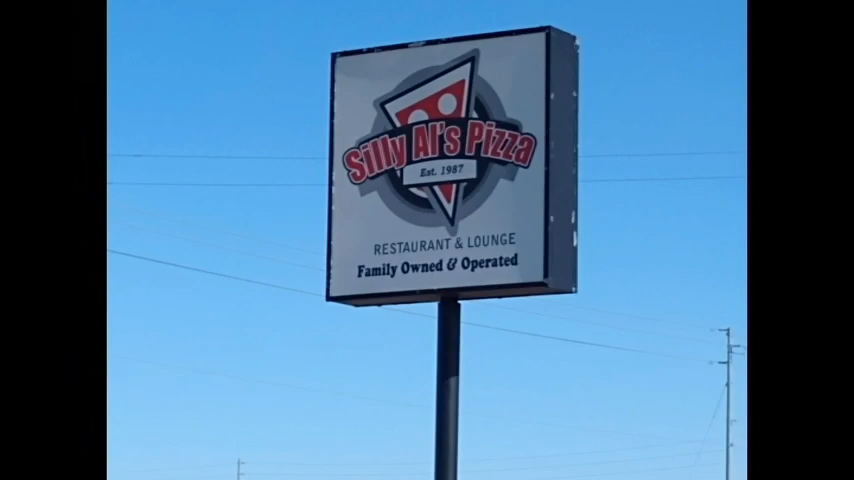 Silly Al's Pizza
Est. 1987
RESTAURANT & LOUNGE
Family Owned & Operated